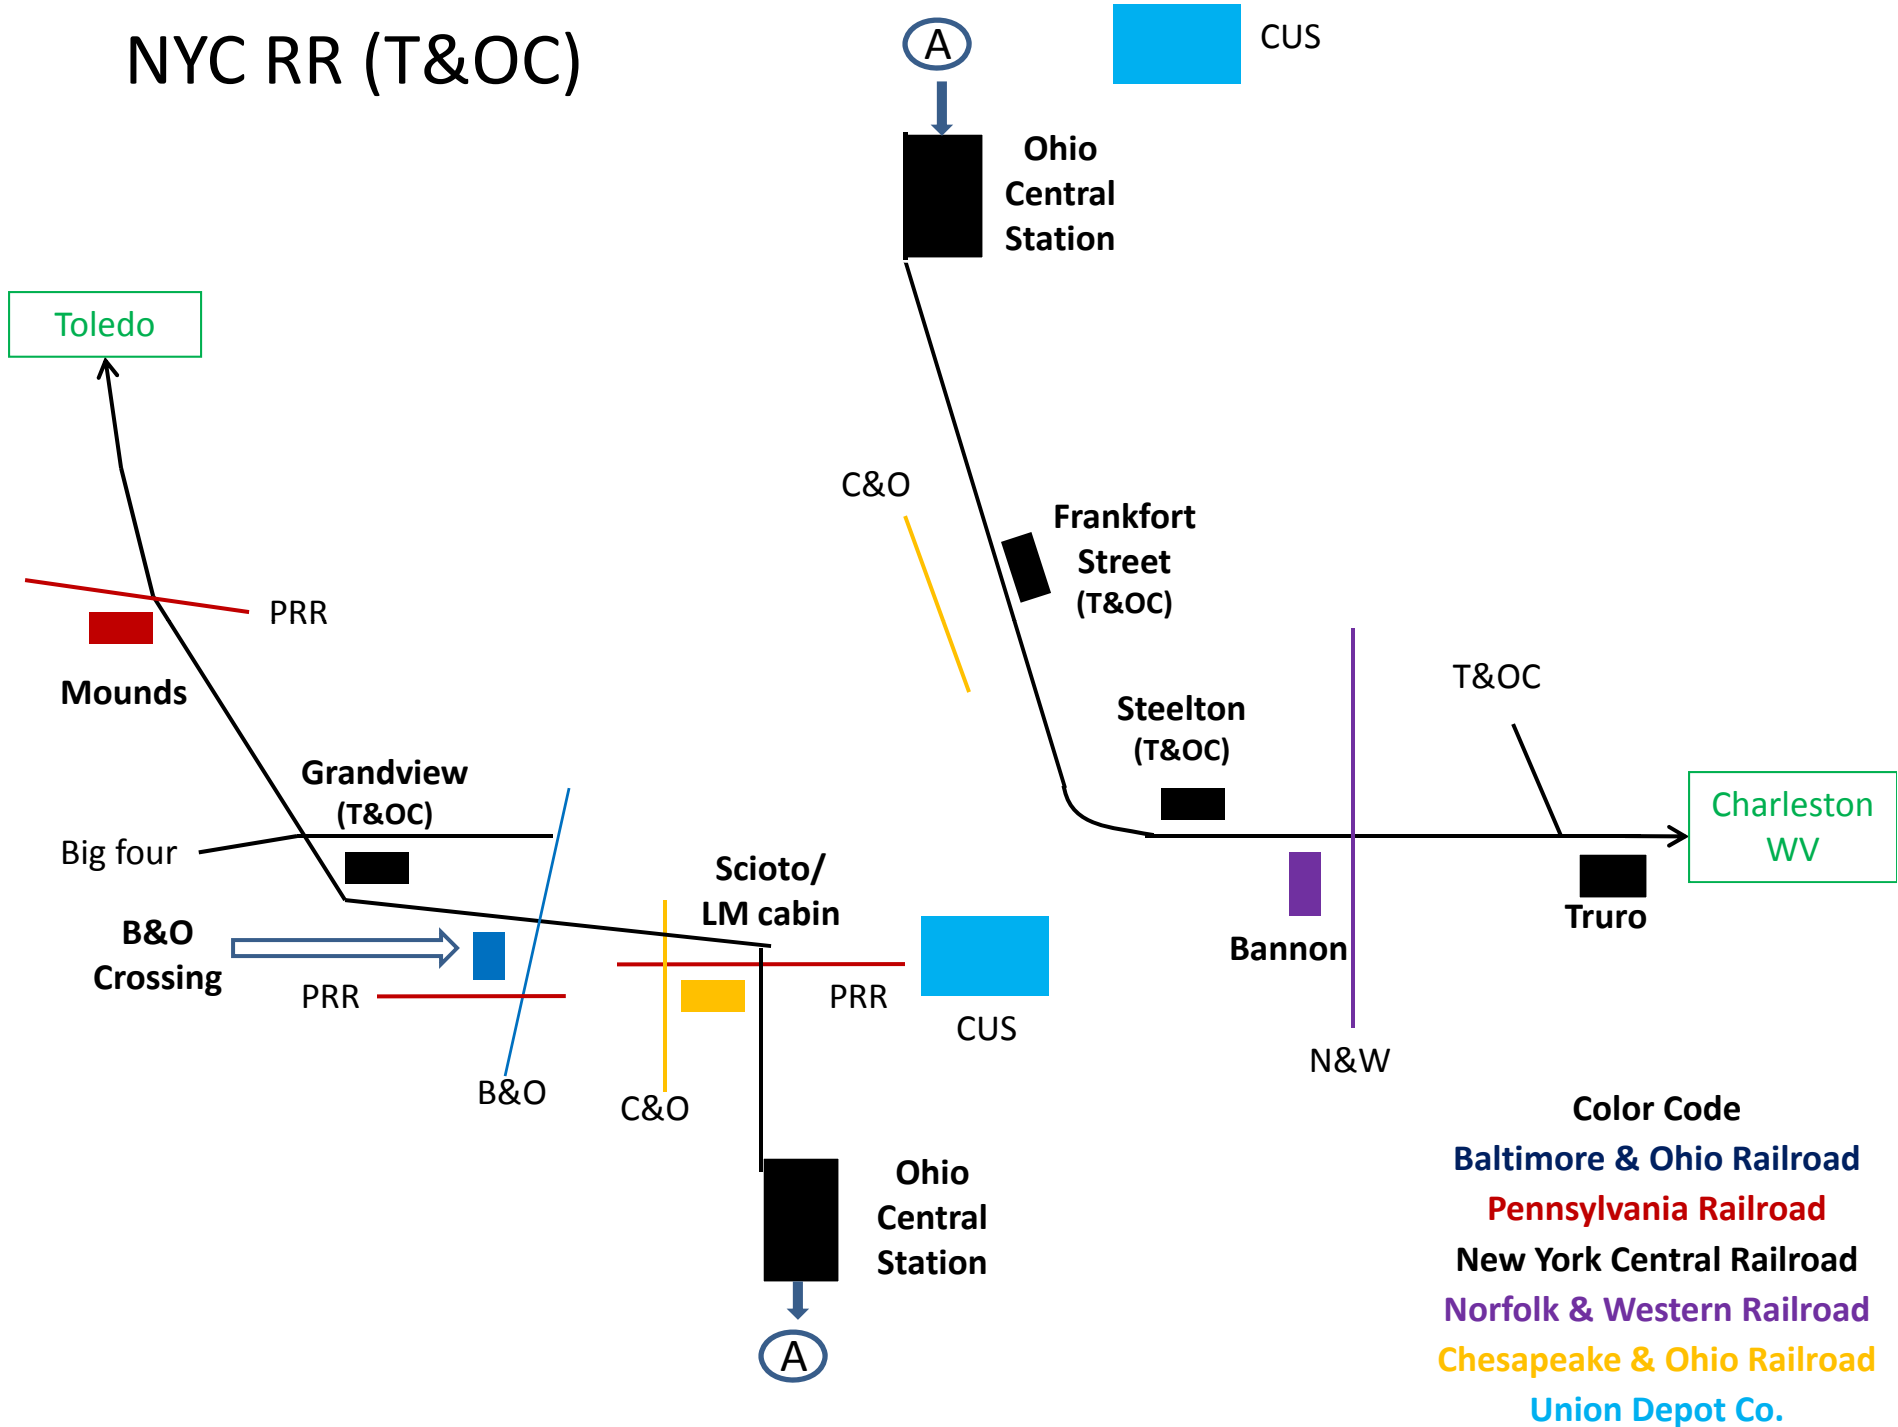 NYC RR (T&OC)
A
CUS
Ohio
Central
Station
Toledo
C&O
Frankfort
Street
(T&OC)
PRR
Mounds
T&OC
Steelton
(T&OC)
Grandview
(T&OC)
Big four
Charleston
WV
Scioto/
LM cabin
B&O
Crossing
Truro
Bannon
PRR
PRR
CUS
N&W
B&O
C&O
Ohio
Central
Station
A
Color Code
Baltimore & Ohio Railroad
Pennsylvania Railroad
New York Central Railroad
Norfolk & Western Railroad
Chesapeake & Ohio Railroad
Union Depot Co.